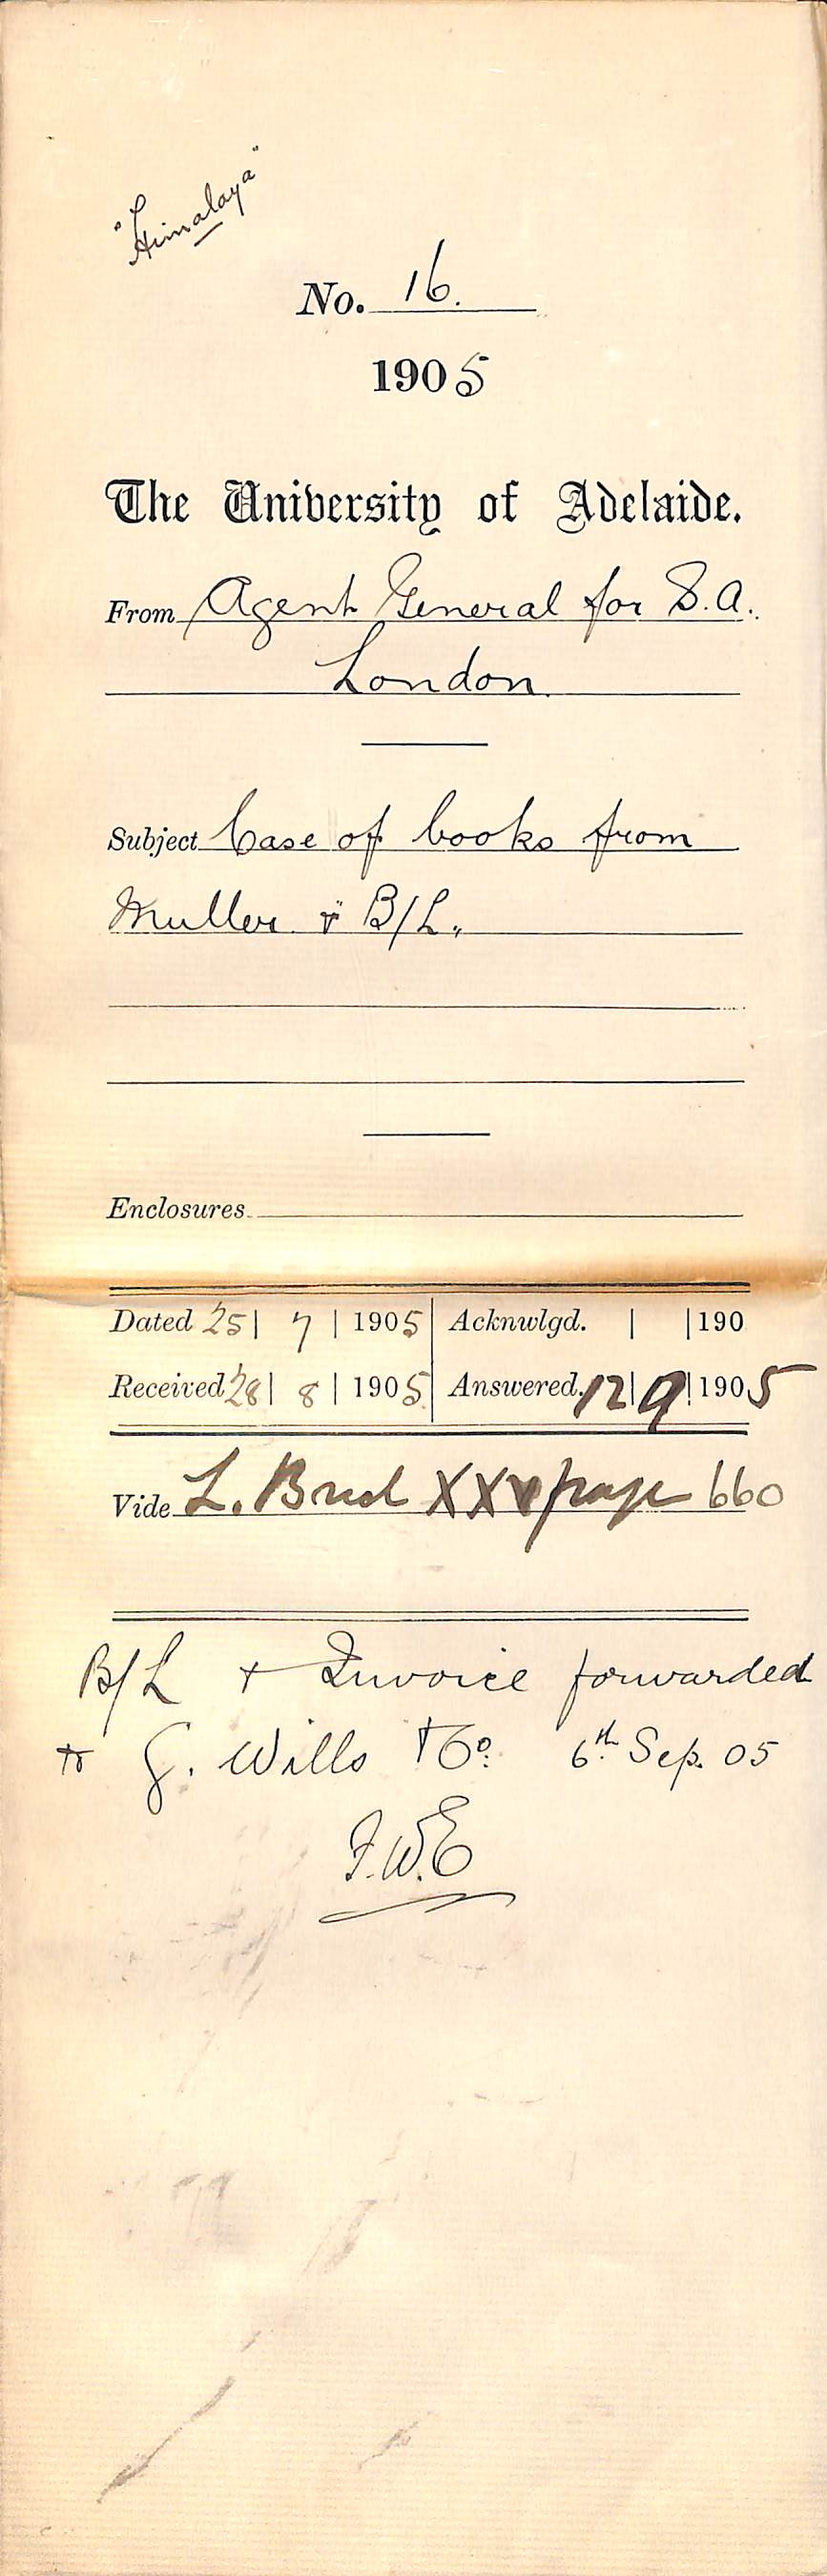 "Himalaya"
No. 16.
1905
The University of Adelaide.
From Agent General for S.A.
London.
Subject Case of books from
Muller & B/L.
Enclosures
Dated 25 | 7 | 1905 Acknwlgd. | | 190
Received 28 | 8 | 1905 Answered. 12 | 9 | 1905
Vide L. Book XXV page 660
B/L + Invoice forwarded
to G. Wills & Co. 6th Sep. 05
F.W.E